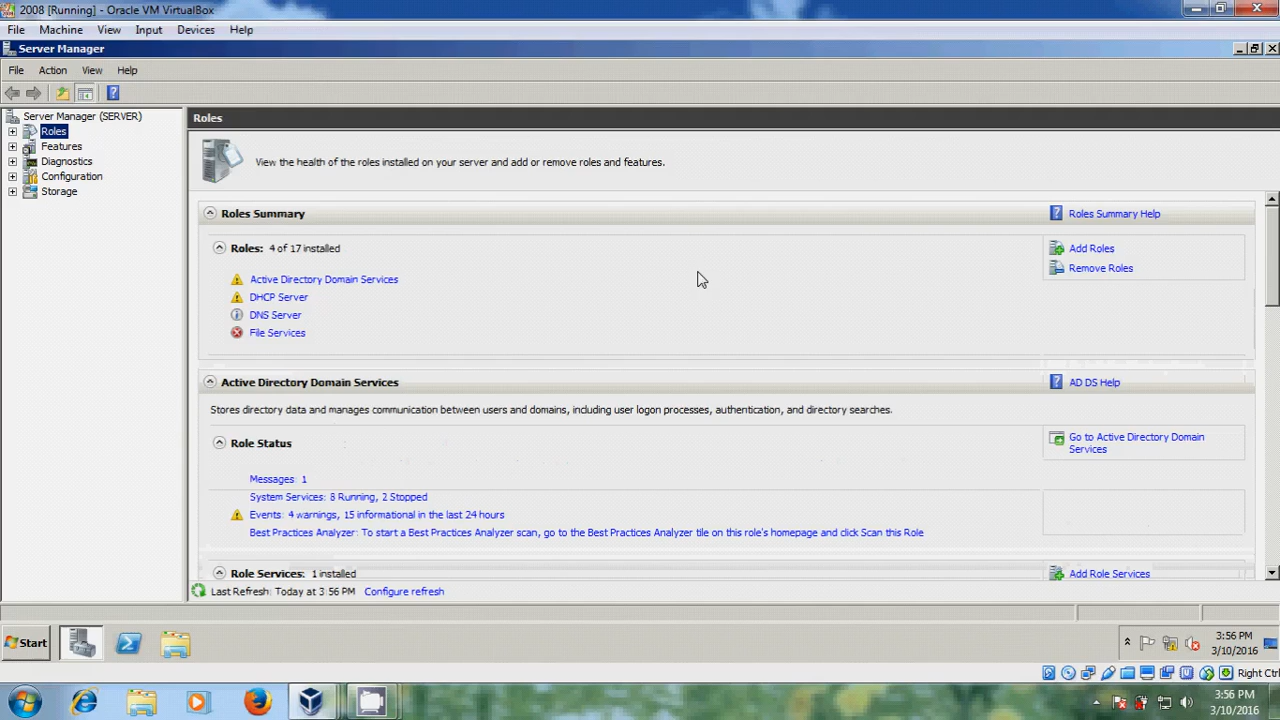 2008 [Running] - Oracle VM VirtualBox
File Machine View Input Devices Help
Server Manager
File Action View Help
Server Manager (SERVER)
Roles
Features
Diagnostics
Configuration
Storage
Roles
View the health of the roles installed on your server and add or remove roles and features.
Roles Summary
Roles Summary Help
Roles: 4 of 17 installed
Add Roles
Remove Roles
Active Directory Domain Services
DHCP Server
DNS Server
File Services
Active Directory Domain Services
AD DS Help
Stores directory data and manages communication between users and domains, including user logon processes, authentication, and directory searches.
Role Status
Go to Active Directory Domain
Services
Messages: 1
System Services: 8 Running, 2 Stopped
Events: 4 warnings, 15 informational in the last 24 hours
Best Practices Analyzer: To start a Best Practices Analyzer scan, go to the Best Practices Analyzer tile on this role's homepage and click Scan this Role
Role Services: 1 installed
Add Role Services
Last Refresh: Today at 3:56 PM Configure refresh
Start
3:56 PM
3/10/2016
Right Ctrl
3:56 PM
3/10/2016